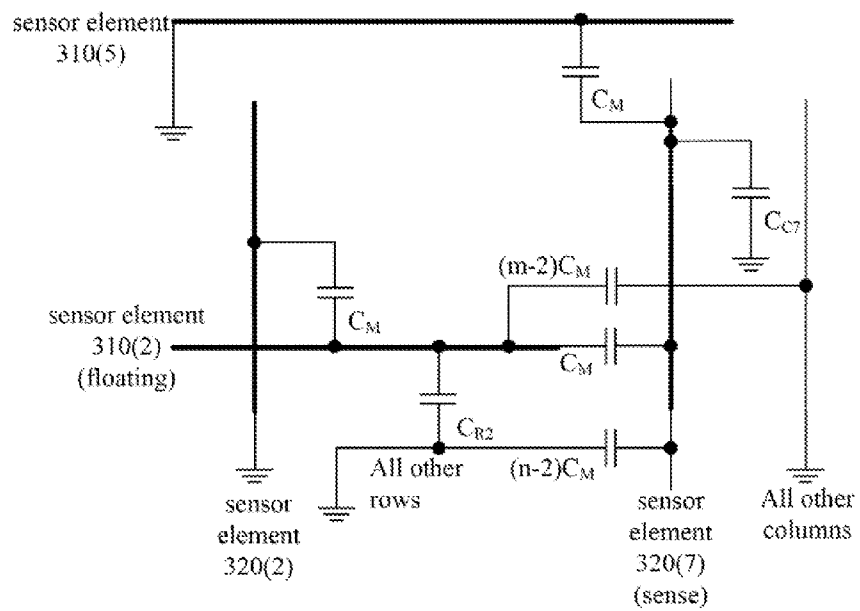 sensor element
310(5)
C_M
C_C7
(m-2)C_M
C_M
sensor element
310(2)
(floating)
C_M
C_R2
All other
rows
(n-2)C_M
sensor
element
320(2)
sensor
element
320(7)
(sense)
All other
columns